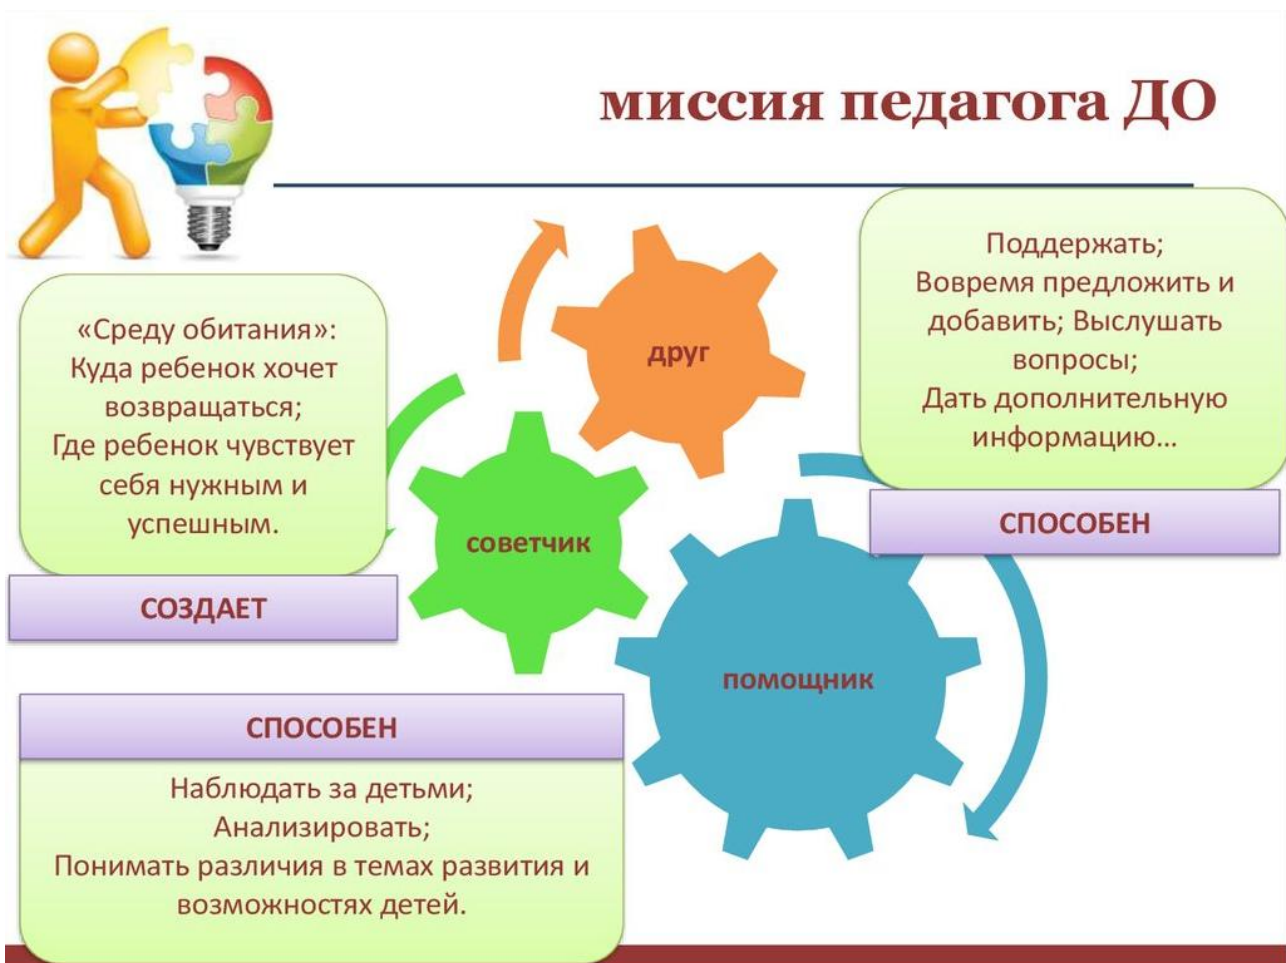 миссия педагога ДО
«Среду обитания»:
Куда ребенок хочет
возвращаться;
Где ребенок чувствует
себя нужным и
успешным.
СОЗДАЕТ
друг
советчик
помощник
Поддержать;
Вовремя предложить и
добавить; Выслушать
вопросы;
Дать дополнительную
информацию...
СПОСОБЕН
СПОСОБЕН
Наблюдать за детьми;
Анализировать;
Понимать различия в темах развития и
возможностях детей.